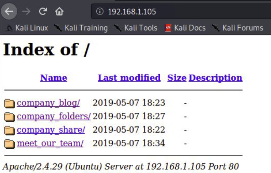 192.168.1.105
Kali Linux Kali Training Kali Tools Kali Docs Kali Forums
Index of /
Name Last modified Size Description
company_blog/ 2019-05-07 18:23 -
company_folders/ 2019-05-07 18:27 -
company_share/ 2019-05-07 18:22 -
meet_our_team/ 2019-05-07 18:34 -
Apache/2.4.29 (Ubuntu) Server at 192.168.1.105 Port 80